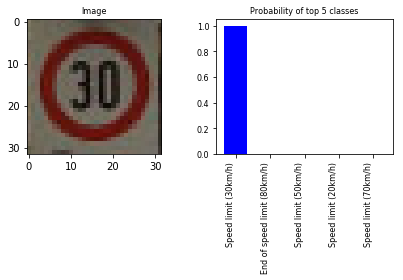 Image
0
10
20
30
0
10
20
30
30
Probability of top 5 classes
1.0
0.8
0.6
0.4
0.2
0.0
Speed limit (30km/h)
End of speed limit (80km/h)
Speed limit (50km/h)
Speed limit (20km/h)
Speed limit (70km/h)